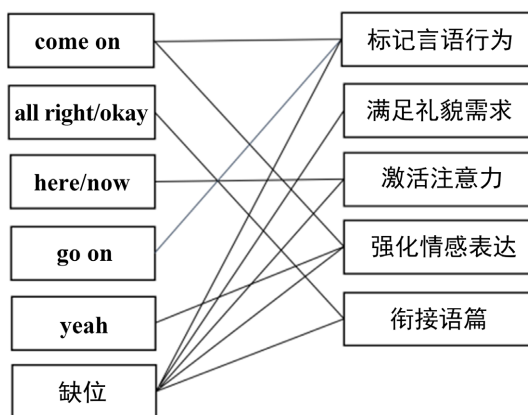 come on
标记言语行为
all right/okay
满足礼貌需求
here/now
激活注意力
go on
强化情感表达
yeah
衔接语篇
缺位